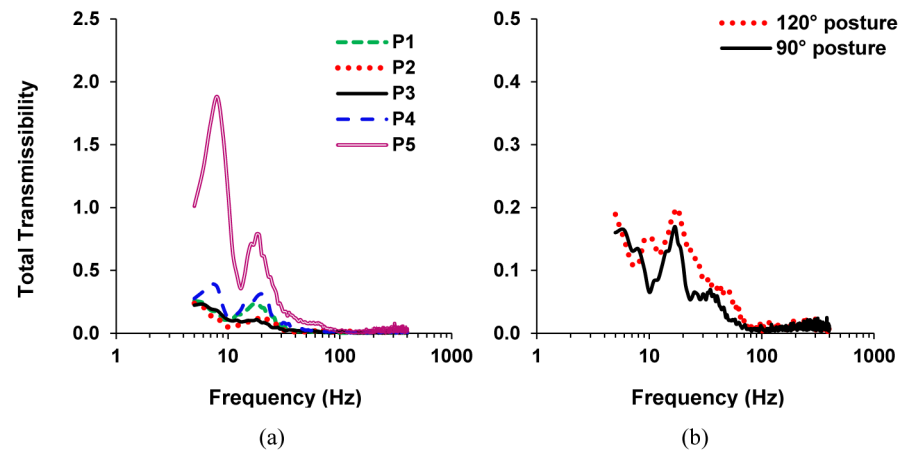 2.5
2.0
1.5
1.0
0.5
0.0
Total Transmissibility
P1
P2
P3
P4
P5
1 10 100 1000
Frequency (Hz)
(a)
0.5
0.4
0.3
0.2
0.1
0.0
120° posture
90° posture
1 10 100 1000
Frequency (Hz)
(b)